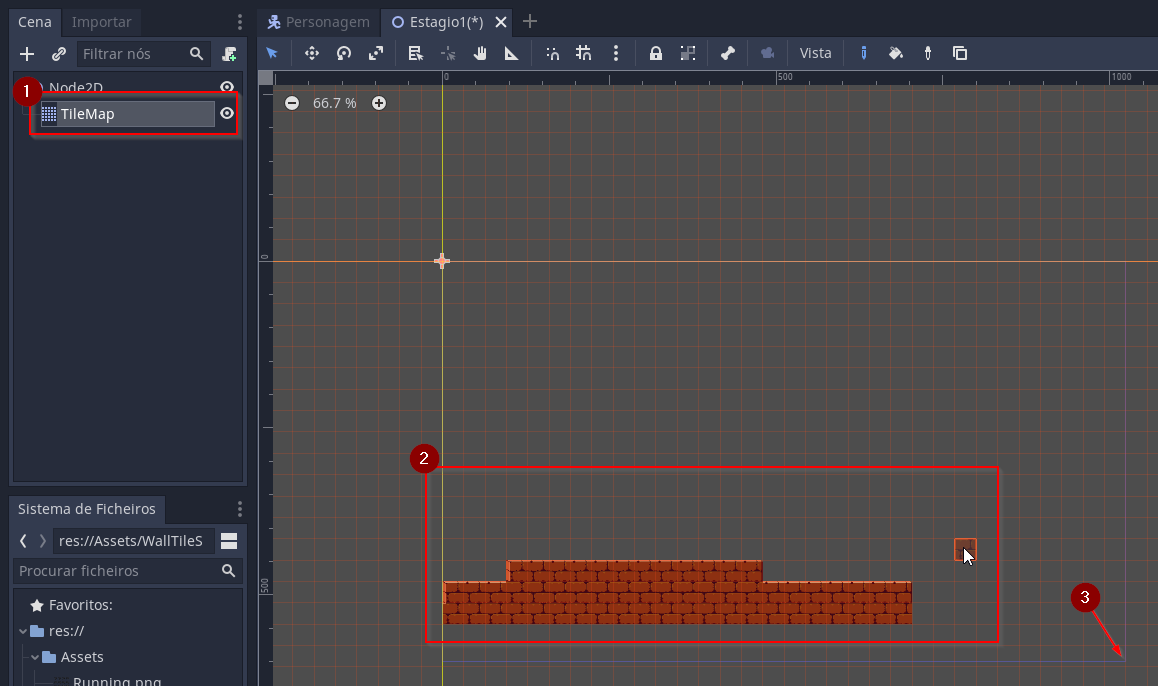 Cena Importar
Personagem Estagio1(*)
Filtrar nós
Vista
1
Node2D
TileMap
0 500 1000
66.7 %
0
2
500
3
Sistema de Ficheiros
res://Assets/WallTileS
Procurar ficheiros
Favoritos:
res://
Assets
Running.png